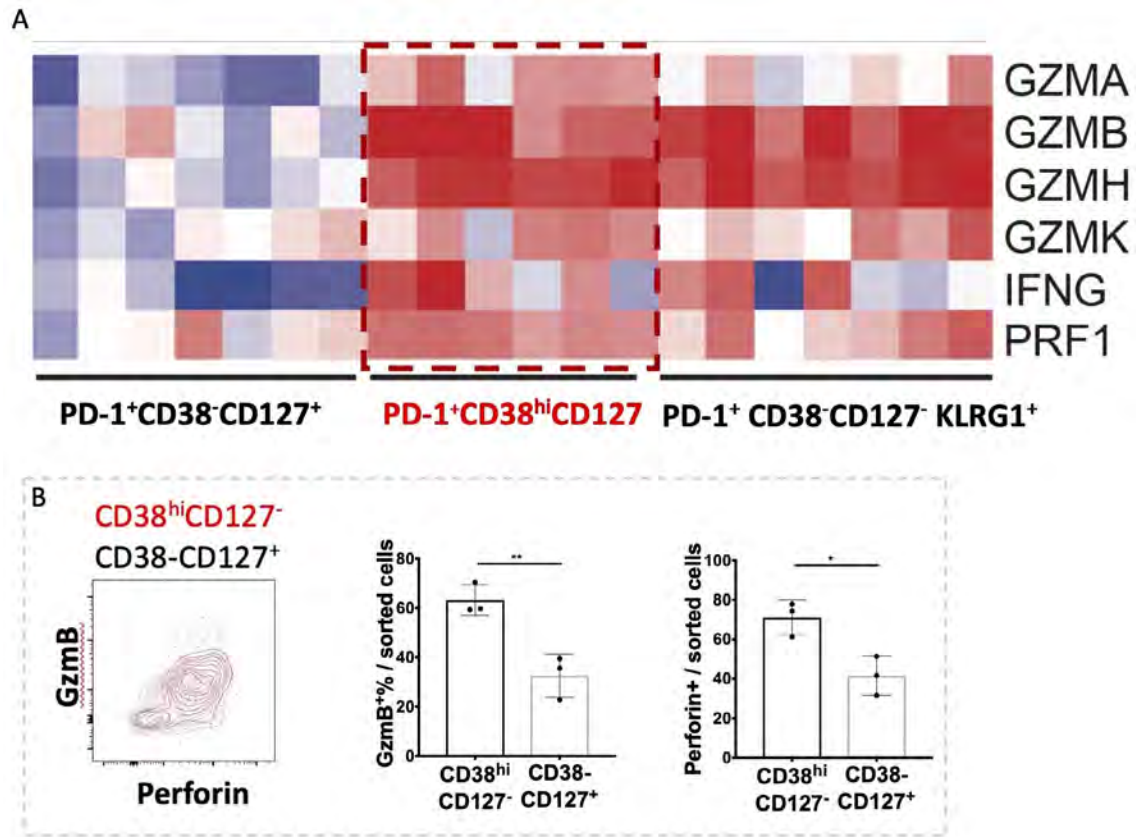 A
GZMA
GZMB
GZMH
GZMK
IFNG
PRF1
PD-1⁺CD38⁻CD127⁺
PD-1⁺CD38ʰⁱCD127
PD-1⁺ CD38⁻CD127⁻ KLRG1⁺
B
CD38ʰⁱCD127⁻
CD38-CD127⁺
GzmB
Perforin
GzmB⁺% / sorted cells
80
60
40
20
0
**
CD38ʰⁱ
CD127⁻
CD38-
CD127⁺
Perforin+ / sorted cells
100
80
60
40
20
0
*
CD38ʰⁱ
CD127⁻
CD38-
CD127⁺